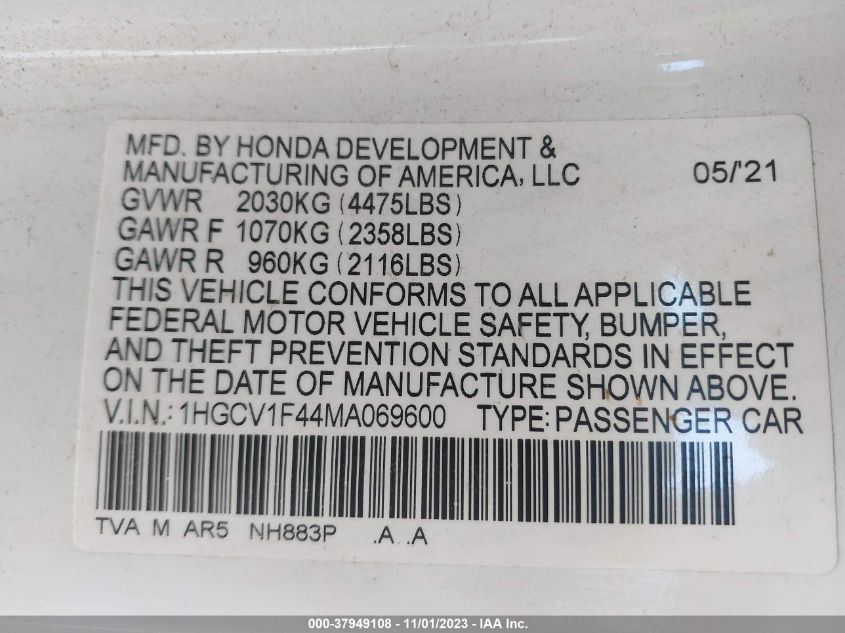 MFD. BY HONDA DEVELOPMENT &
MANUFACTURING OF AMERICA, LLC 05/'21
GVWR 2030KG (4475LBS)
GAWR F 1070KG (2358LBS)
GAWR R 960KG (2116LBS)
THIS VEHICLE CONFORMS TO ALL APPLICABLE
FEDERAL MOTOR VEHICLE SAFETY, BUMPER,
AND THEFT PREVENTION STANDARDS IN EFFECT
ON THE DATE OF MANUFACTURE SHOWN ABOVE.
V.I.N.: 1HGCV1F44MA069600 TYPE: PASSENGER CAR
TVA M AR5 NH883P .A .A
000-37949108 - 11/01/2023 - © IAA Inc.